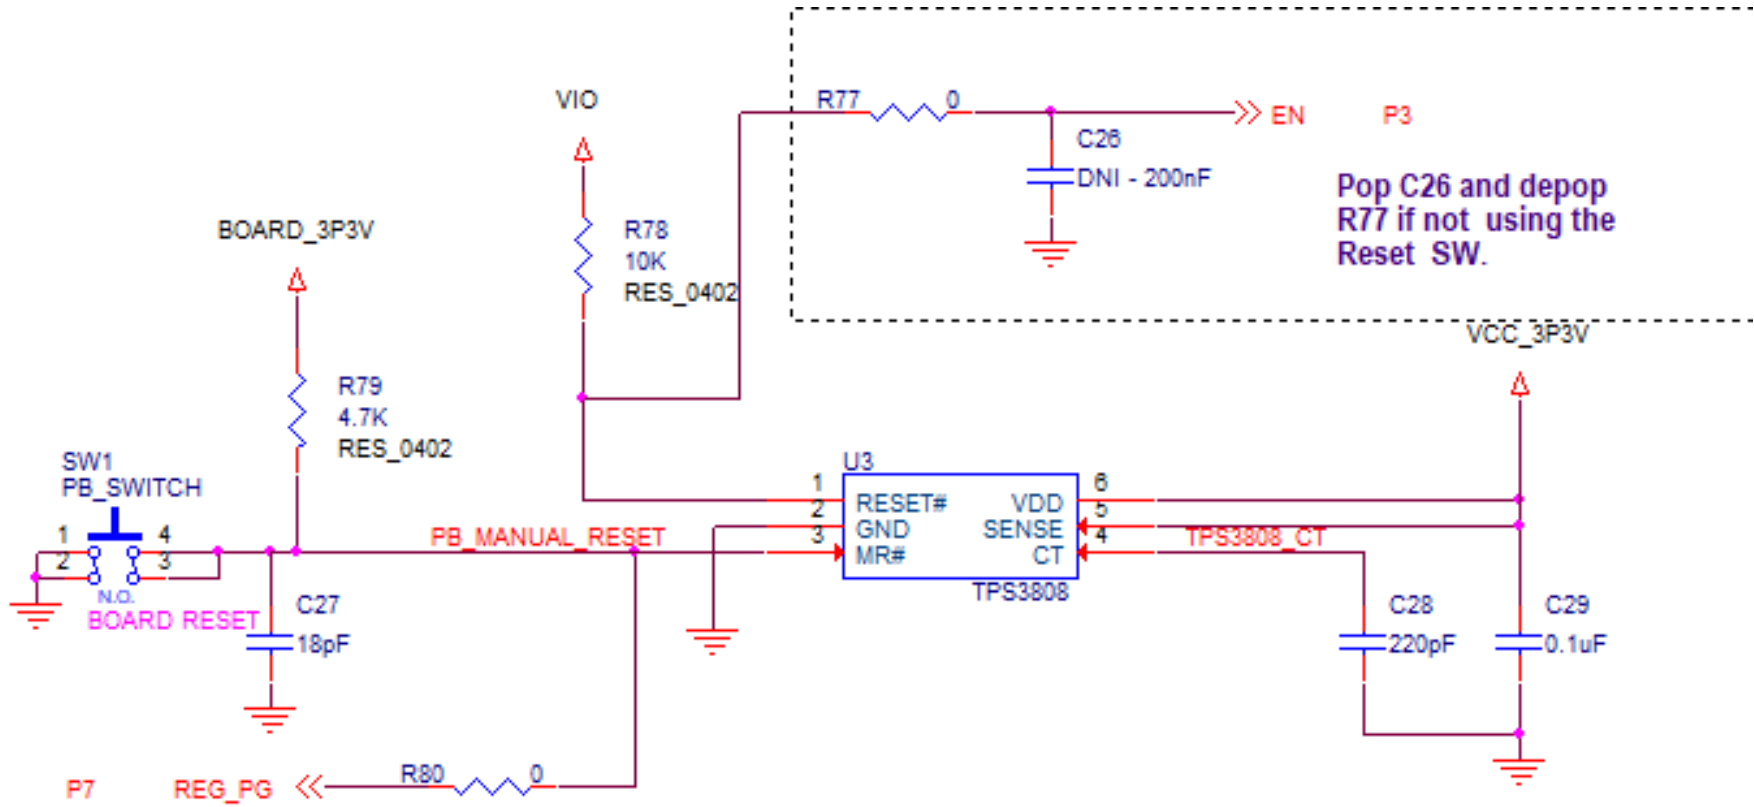 VIO
R77
0
EN
P3
C26
DNI - 200nF
Pop C26 and depop
R77 if not using the
Reset SW.
BOARD_3P3V
R78
10K
RES_0402
VCC_3P3V
R79
4.7K
RES_0402
SW1
PB_SWITCH
1
2
4
3
N.O.
BOARD RESET
PB_MANUAL_RESET
U3
1
2
3
RESET#
GND
MR#
VDD
SENSE
CT
6
5
4
TPS3808
TPS3808_CT
C27
18pF
C28
220pF
C29
0.1uF
P7
REG_PG
R80
0